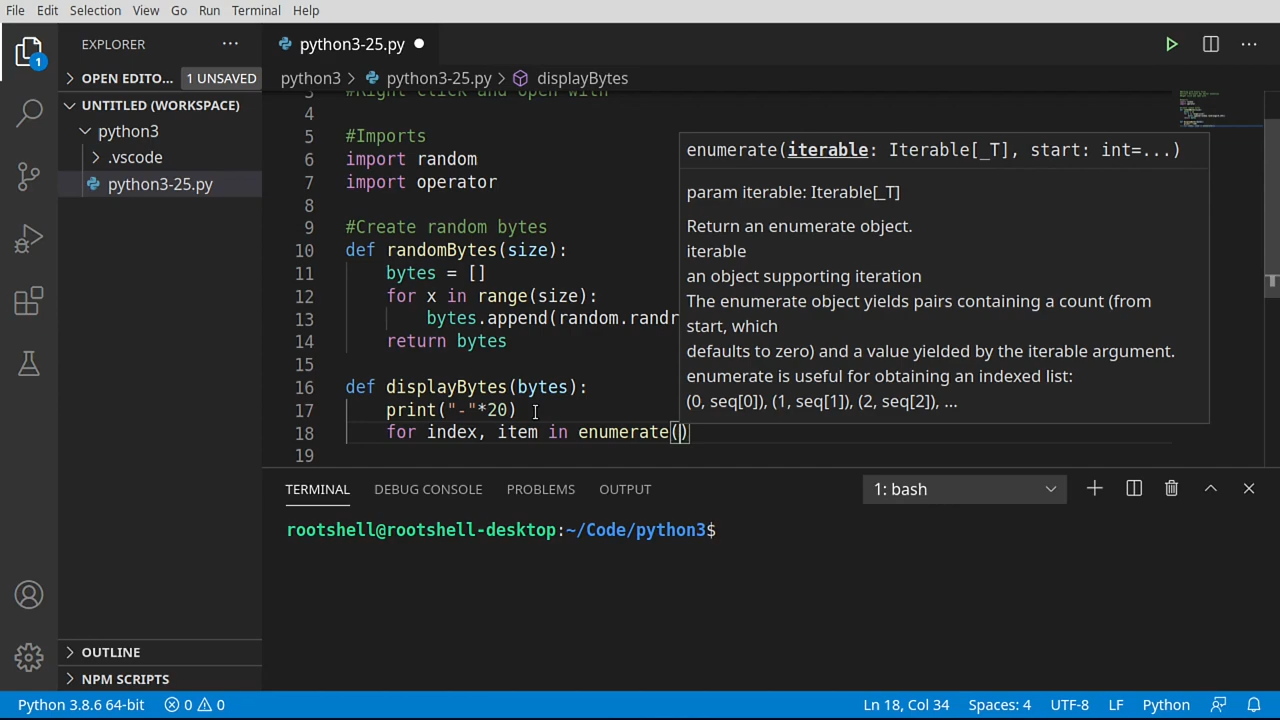 File Edit Selection View Go Run Terminal Help
EXPLORER
OPEN EDITO... 1 UNSAVED
UNTITLED (WORKSPACE)
python3
.vscode
python3-25.py
OUTLINE
NPM SCRIPTS
1
python3-25.py
python3 > python3-25.py > displayBytes
3 #Right click and open with
4
5 #Imports
6 import random
7 import operator
8
9 #Create random bytes
10 def randomBytes(size):
11 bytes = []
12 for x in range(size):
13 bytes.append(random.randr
14 return bytes
15
16 def displayBytes(bytes):
17 print("-"*20)
18 for index, item in enumerate()
19
enumerate(iterable: Iterable[_T], start: int=...)
param iterable: Iterable[_T]
Return an enumerate object.
iterable
an object supporting iteration
The enumerate object yields pairs containing a count (from
start, which
defaults to zero) and a value yielded by the iterable argument.
enumerate is useful for obtaining an indexed list:
(0, seq[0]), (1, seq[1]), (2, seq[2]), ...
TERMINAL DEBUG CONSOLE PROBLEMS OUTPUT 1: bash
rootshell@rootshell-desktop:~/Code/python3$
Python 3.8.6 64-bit 0 0 Ln 18, Col 34 Spaces: 4 UTF-8 LF Python